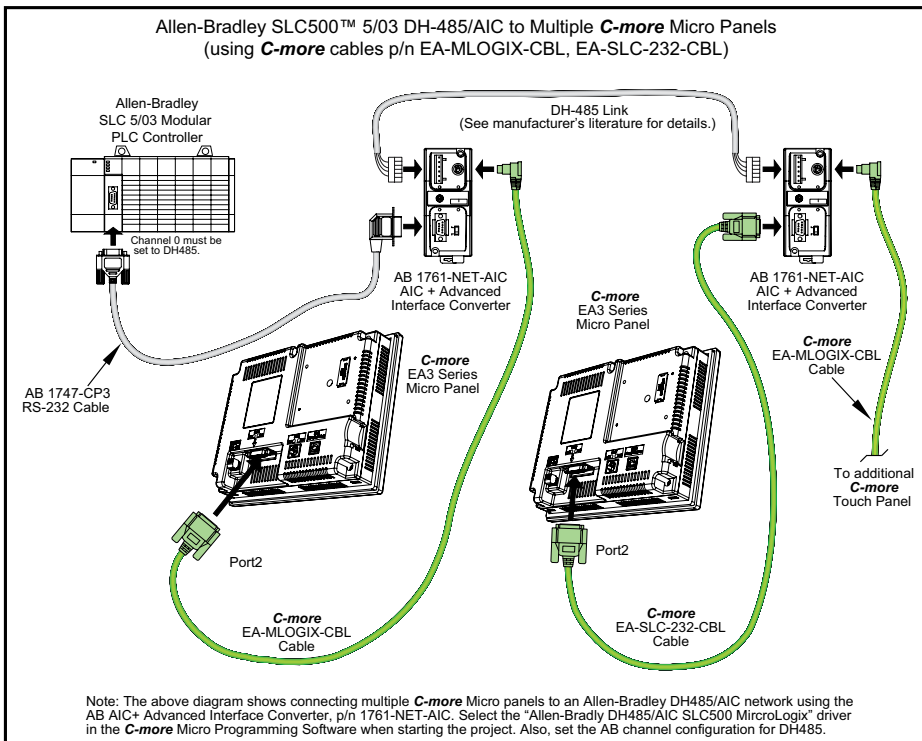 Allen-Bradley SLC500™ 5/03 DH-485/AIC to Multiple C-more Micro Panels
(using C-more cables p/n EA-MLOGIX-CBL, EA-SLC-232-CBL)
Allen-Bradley
SLC 5/03 Modular
PLC Controller
Channel 0 must be
set to DH485.
DH-485 Link
(See manufacturer's literature for details.)
AB 1761-NET-AIC
AIC + Advanced
Interface Converter
AB 1761-NET-AIC
AIC + Advanced
Interface Converter
C-more
EA3 Series
Micro Panel
C-more
EA3 Series
Micro Panel
AB 1747-CP3
RS-232 Cable
C-more
EA-MLOGIX-CBL
Cable
To additional
C-more
Touch Panel
Port2
Port2
C-more
EA-MLOGIX-CBL
Cable
C-more
EA-SLC-232-CBL
Cable
Note: The above diagram shows connecting multiple C-more Micro panels to an Allen-Bradley DH485/AIC network using the
AB AIC+ Advanced Interface Converter, p/n 1761-NET-AIC. Select the “Allen-Bradly DH485/AIC SLC500 MircroLogix” driver
in the C-more Micro Programming Software when starting the project. Also, set the AB channel configuration for DH485.